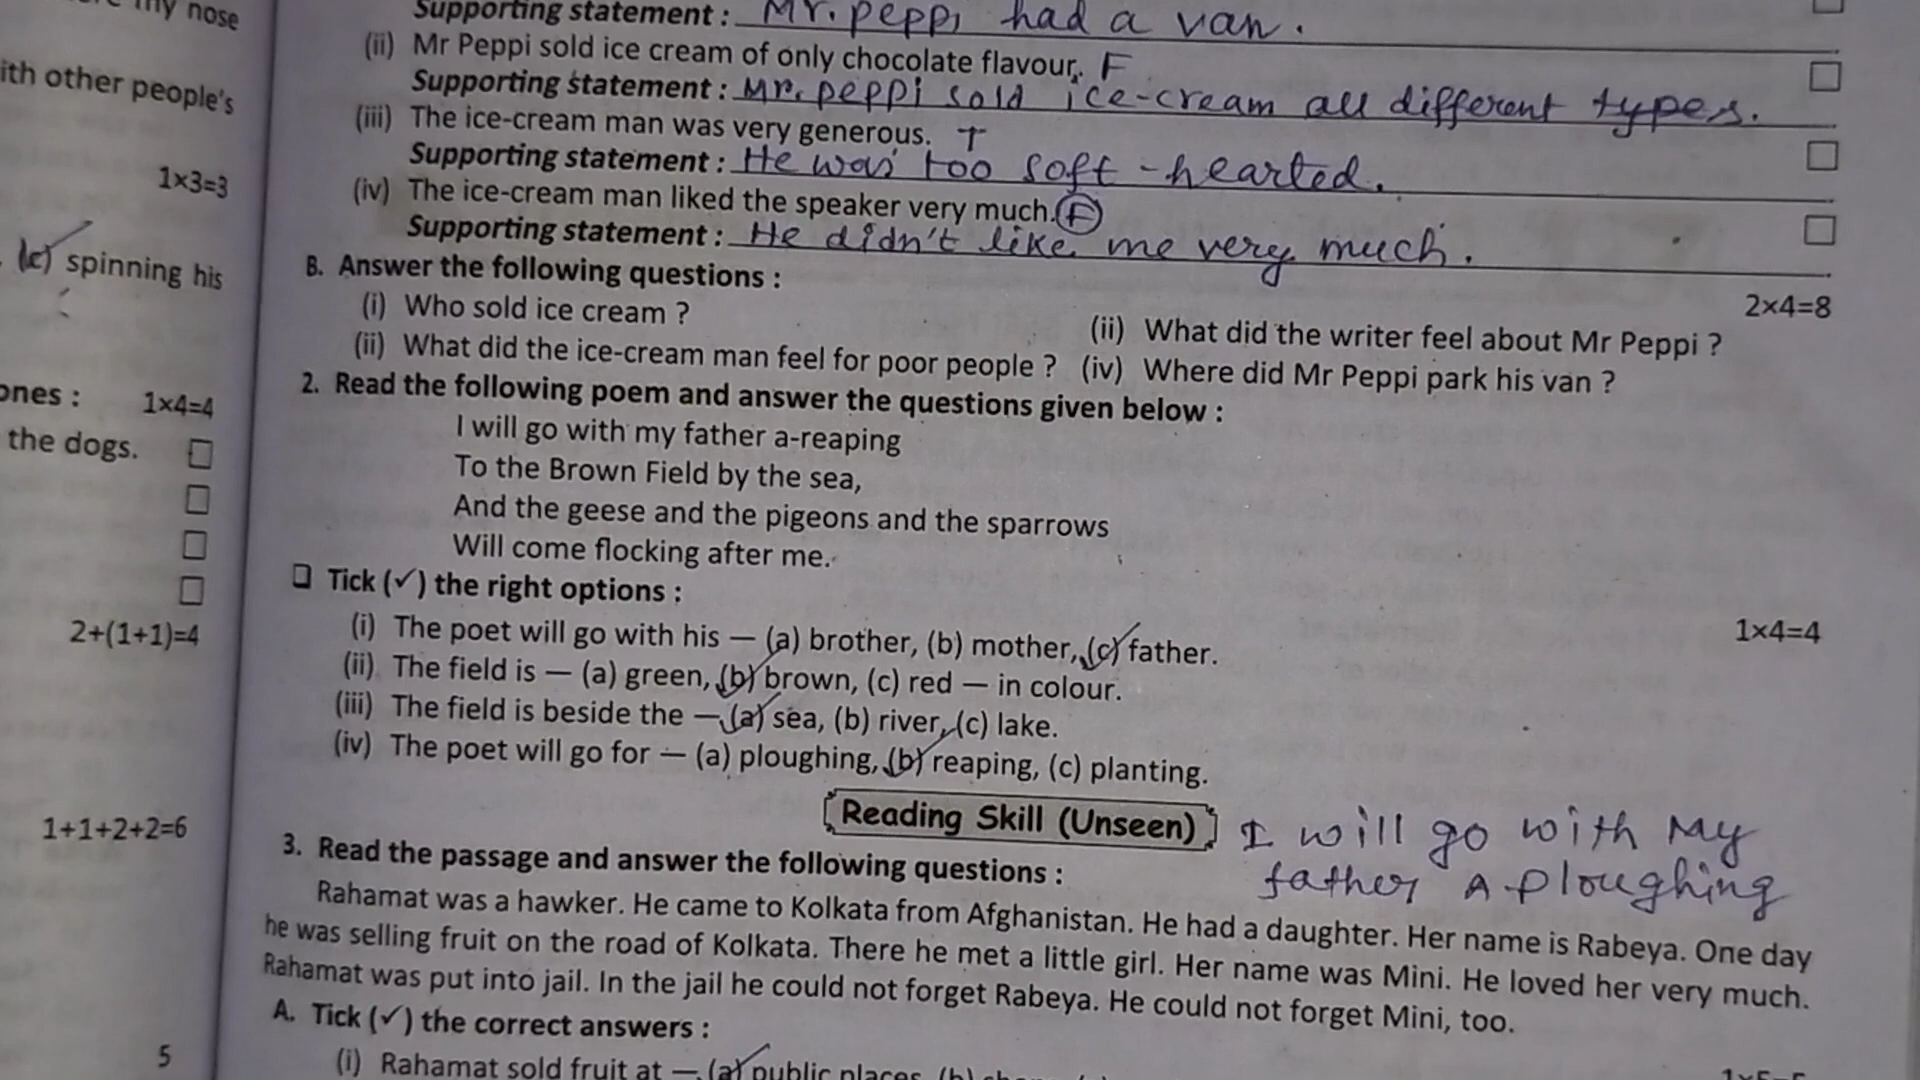 my nose
ith other people's
1×3=3
(c) spinning his
ones : 1×4=4
the dogs.
2+(1+1)=4
1+1+2+2=6
5
Supporting statement : Mr. peppi had a van.
(ii) Mr Peppi sold ice cream of only chocolate flavour. F
Supporting statement : Mr. peppi sold ice-cream all different types.
(iii) The ice-cream man was very generous. T
Supporting statement : He was too soft-hearted.
(iv) The ice-cream man liked the speaker very much. F
Supporting statement : He didn't like me very much.
B. Answer the following questions : 2×4=8
(i) Who sold ice cream ? (ii) What did the writer feel about Mr Peppi ?
(ii) What did the ice-cream man feel for poor people ? (iv) Where did Mr Peppi park his van ?
2. Read the following poem and answer the questions given below :
I will go with my father a-reaping
To the Brown Field by the sea,
And the geese and the pigeons and the sparrows
Will come flocking after me.
❑ Tick (✓) the right options : 1×4=4
(i) The poet will go with his — (a) brother, (b) mother, (c) father.
(ii) The field is — (a) green, (b) brown, (c) red — in colour.
(iii) The field is beside the — (a) sea, (b) river, (c) lake.
(iv) The poet will go for — (a) ploughing, (b) reaping, (c) planting.
Reading Skill (Unseen)
I will go with My
father A-ploughing
3. Read the passage and answer the following questions :
Rahamat was a hawker. He came to Kolkata from Afghanistan. He had a daughter. Her name is Rabeya. One day
he was selling fruit on the road of Kolkata. There he met a little girl. Her name was Mini. He loved her very much.
Rahamat was put into jail. In the jail he could not forget Rabeya. He could not forget Mini, too.
A. Tick (✓) the correct answers : 1×5=5
(i) Rahamat sold fruit at — (a) public places, (b)